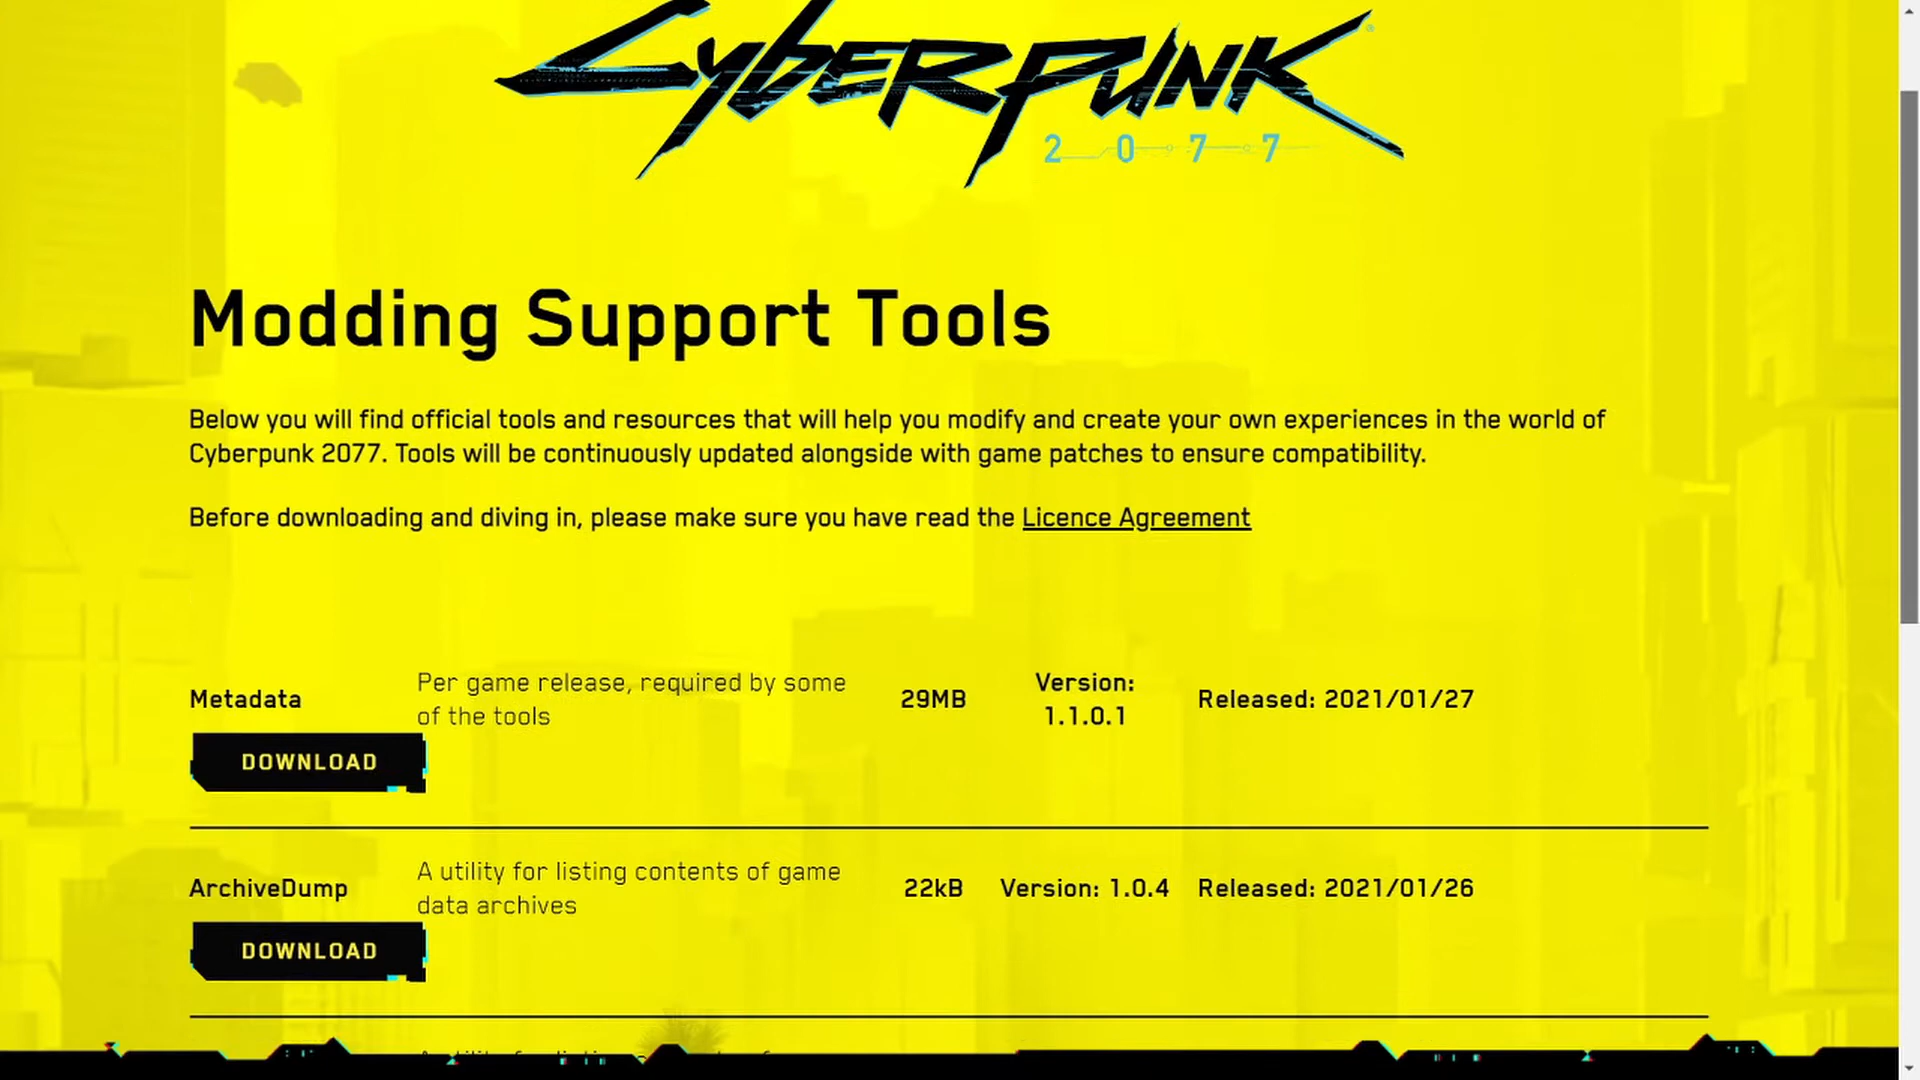 Cyberpunk
2077
Modding Support Tools
Below you will find official tools and resources that will help you modify and create your own experiences in the world of
Cyberpunk 2077. Tools will be continuously updated alongside with game patches to ensure compatibility.
Before downloading and diving in, please make sure you have read the Licence Agreement
Metadata
Per game release, required by some
of the tools
29MB
Version:
1.1.0.1
Released: 2021/01/27
DOWNLOAD
ArchiveDump
A utility for listing contents of game
data archives
22kB
Version: 1.0.4
Released: 2021/01/26
DOWNLOAD